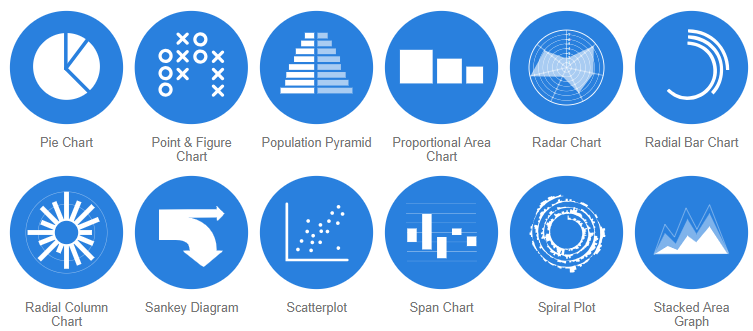 Pie Chart
Point & Figure
Chart
Population Pyramid
Proportional Area
Chart
Radar Chart
Radial Bar Chart
Radial Column
Chart
Sankey Diagram
Scatterplot
Span Chart
Spiral Plot
Stacked Area
Graph